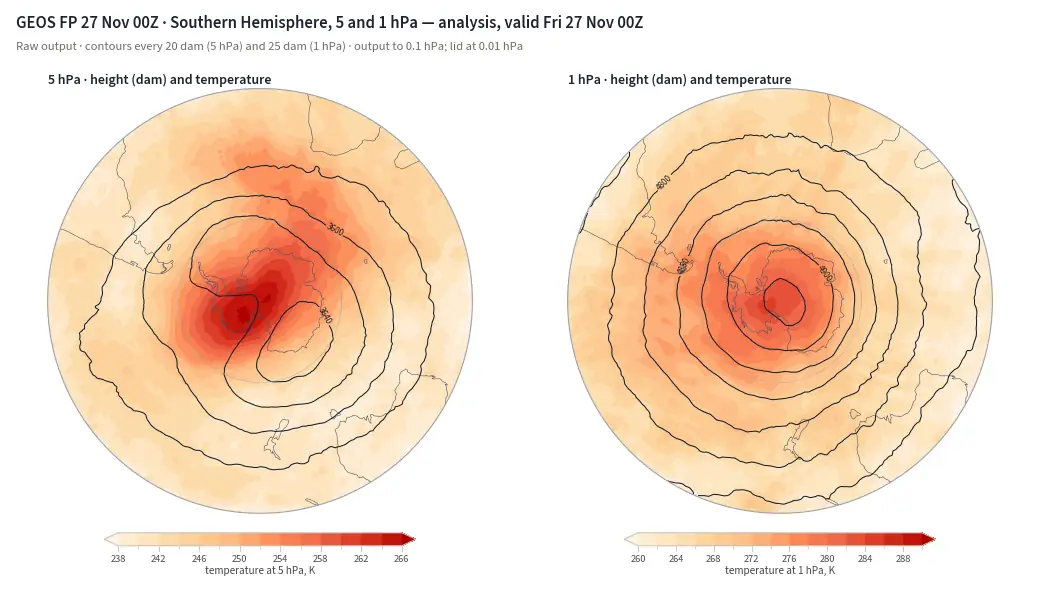 GEOS FP 27 Nov 00Z · Southern Hemisphere, 5 and 1 hPa — analysis, valid Fri 27 Nov 00Z
Raw output · contours every 20 dam (5 hPa) and 25 dam (1 hPa) · output to 0.1 hPa; lid at 0.01 hPa
5 hPa · height (dam) and temperature
1 hPa · height (dam) and temperature
3600
3640
4800
4900
238 242 246 250 254 258 262 266
temperature at 5 hPa, K
260 264 268 272 276 280 284 288
temperature at 1 hPa, K